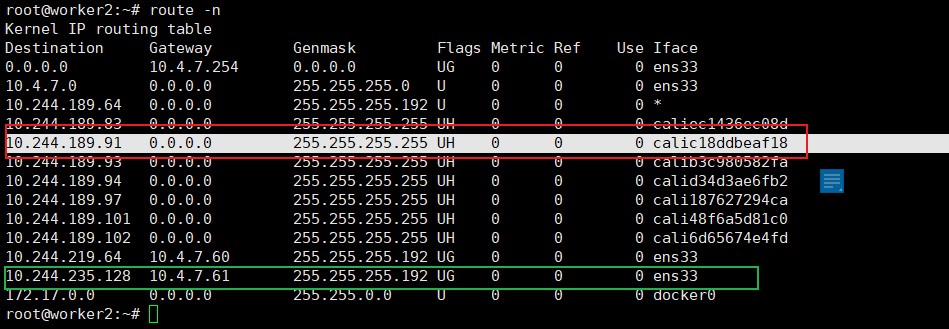 root@worker2:~# route -n
Kernel IP routing table
Destination     Gateway         Genmask         Flags Metric Ref    Use Iface
0.0.0.0         10.4.7.254      0.0.0.0         UG    0      0        0 ens33
10.4.7.0        0.0.0.0         255.255.255.0   U     0      0        0 ens33
10.244.189.64   0.0.0.0         255.255.255.192 U     0      0        0 *
10.244.189.83   0.0.0.0         255.255.255.255 UH    0      0        0 caliec1436ec08d
10.244.189.91   0.0.0.0         255.255.255.255 UH    0      0        0 calic18ddbeaf18
10.244.189.93   0.0.0.0         255.255.255.255 UH    0      0        0 calib3c980582fa
10.244.189.94   0.0.0.0         255.255.255.255 UH    0      0        0 calid34d3ae6fb2
10.244.189.97   0.0.0.0         255.255.255.255 UH    0      0        0 cali187627294ca
10.244.189.101  0.0.0.0         255.255.255.255 UH    0      0        0 cali48f6a5d81c0
10.244.189.102  0.0.0.0         255.255.255.255 UH    0      0        0 cali6d65674e4fd
10.244.219.64   10.4.7.60       255.255.255.192 UG    0      0        0 ens33
10.244.235.128  10.4.7.61       255.255.255.192 UG    0      0        0 ens33
172.17.0.0      0.0.0.0         255.255.0.0     U     0      0        0 docker0
root@worker2:~#